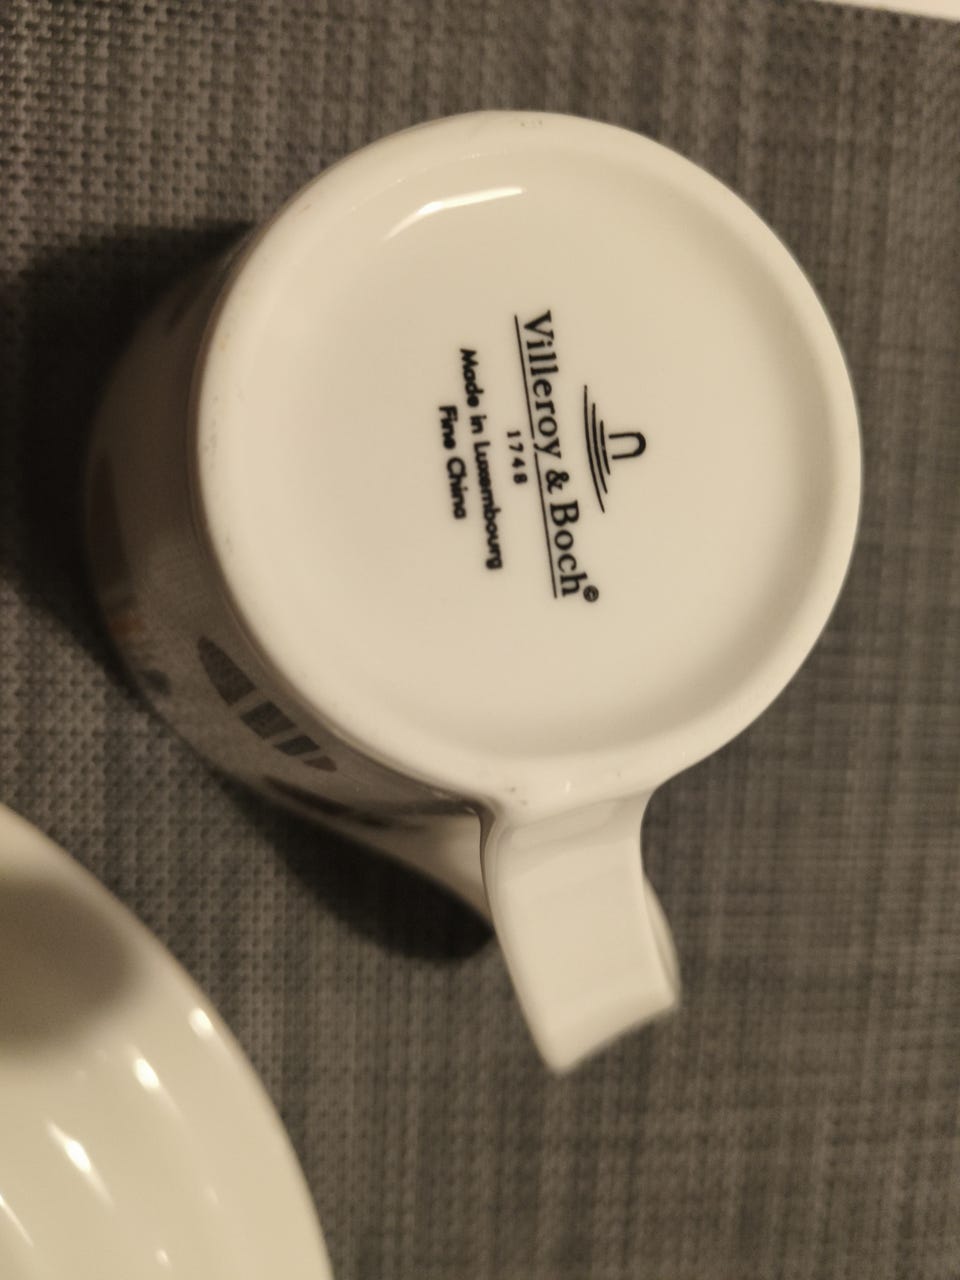 Villeroy & Boch©
1748
Made in Luxembourg
Fine China